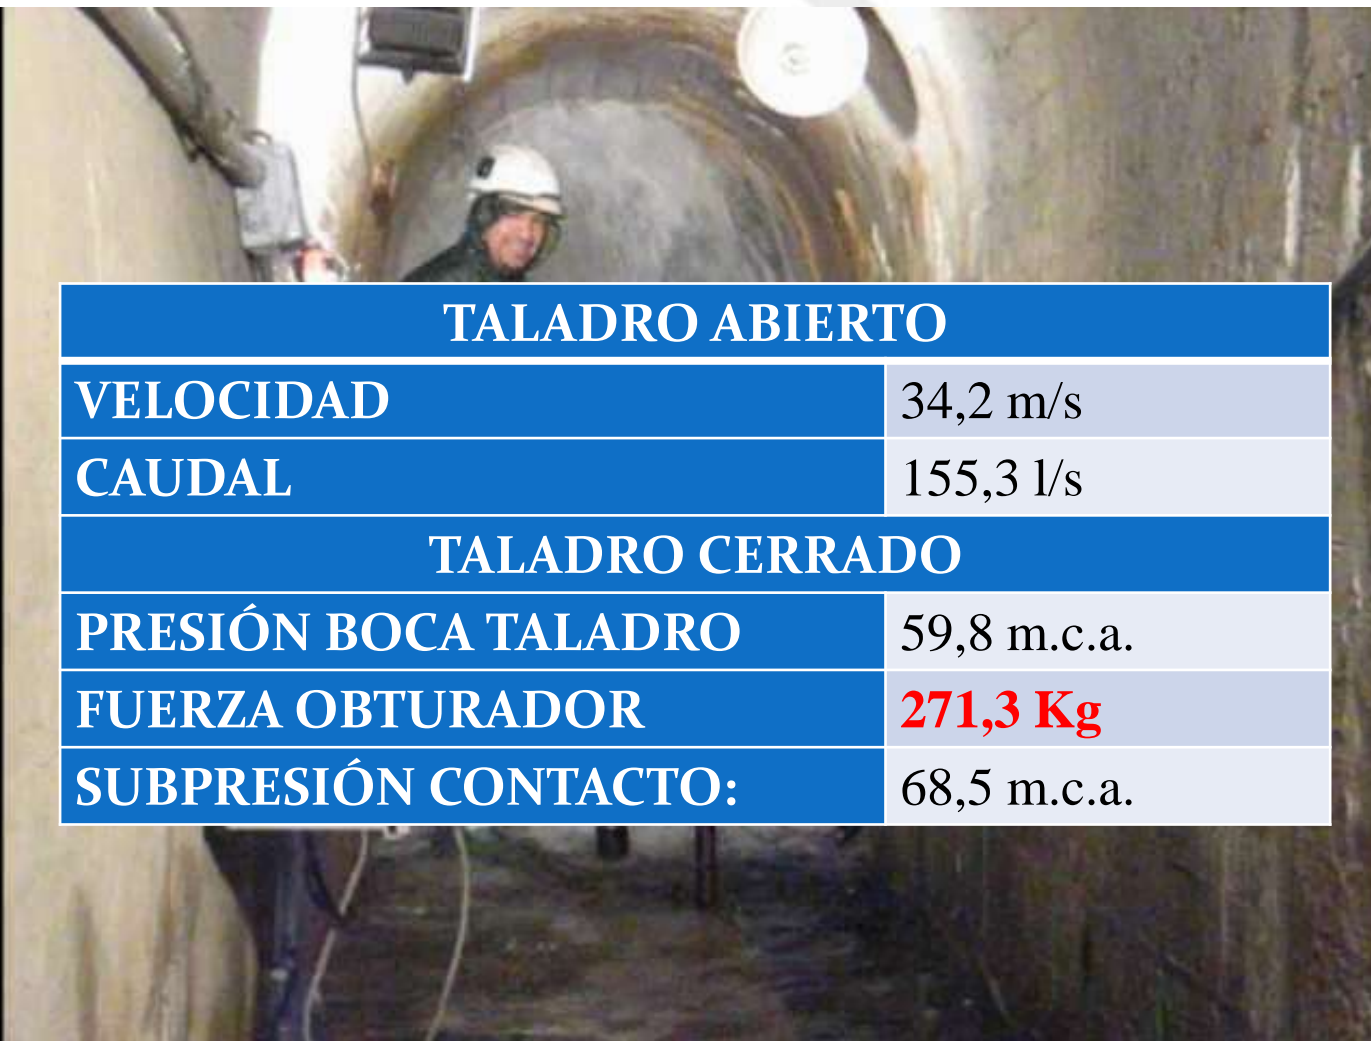 TALADRO ABIERTO
VELOCIDAD 34,2 m/s
CAUDAL 155,3 l/s
TALADRO CERRADO
PRESIÓN BOCA TALADRO 59,8 m.c.a.
FUERZA OBTURADOR 271,3 Kg
SUBPRESIÓN CONTACTO: 68,5 m.c.a.